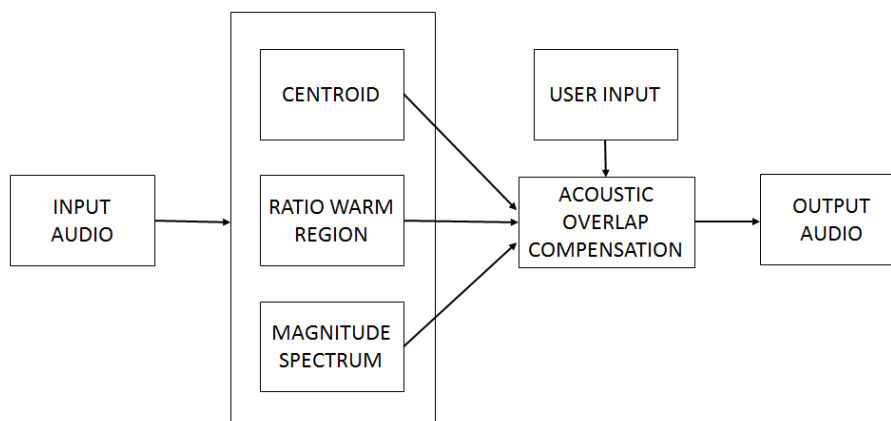 INPUT
AUDIO
CENTROID
RATIO WARM
REGION
MAGNITUDE
SPECTRUM
USER INPUT
ACOUSTIC
OVERLAP
COMPENSATION
OUTPUT
AUDIO